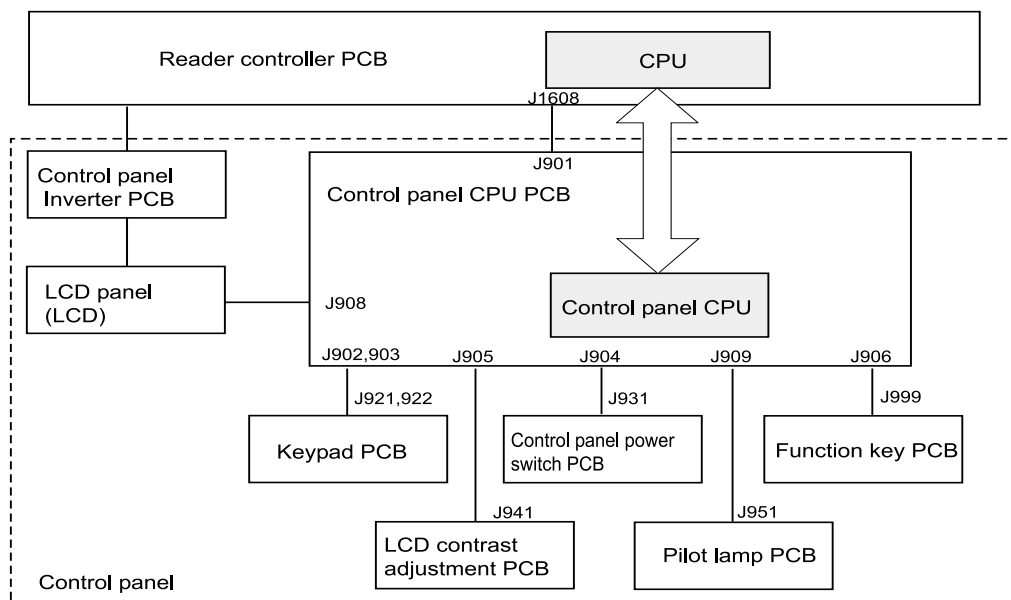 Reader controller PCB
CPU
J1608
J901
Control panel
Inverter PCB
Control panel CPU PCB
LCD panel
(LCD)
J908
Control panel CPU
J902,903
J905
J904
J909
J906
J921,922
J931
J999
Keypad PCB
Control panel power
switch PCB
Function key PCB
J941
J951
LCD contrast
adjustment PCB
Pilot lamp PCB
Control panel